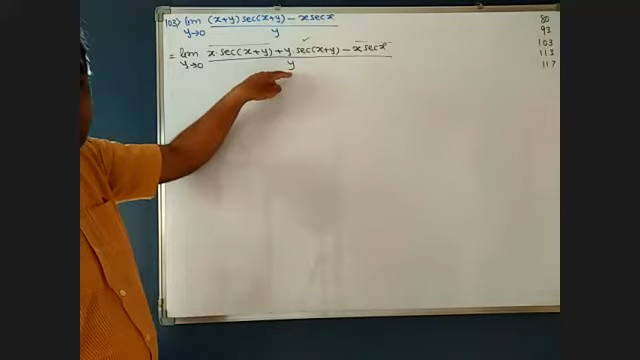 103> lim (x+y) sec(x+y) - x sec x
y→0 y
= lim x sec(x+y) + y sec(x+y) - x sec x
y→0 y
80
93
103
113
117